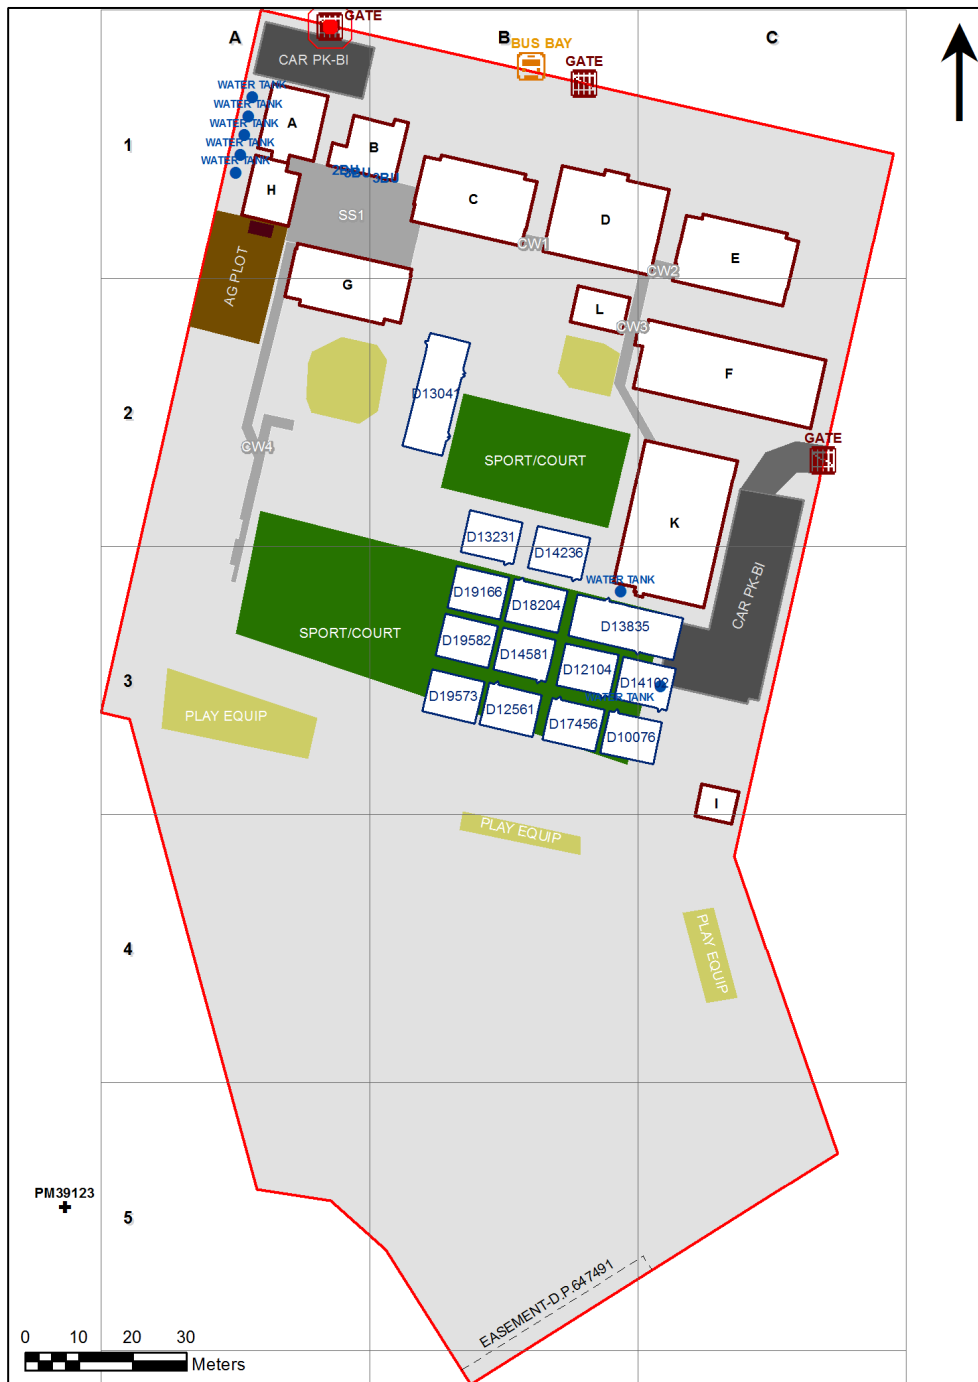 GATE
A
B
C
BUS BAY
CAR PK-BI
GATE
WATER TANK
WATER TANK
WATER TANK
WATER TANK
WATER TANK
A
B
1
2BU
3BU
H
C
SS1
D
CW1
E
CW2
AG PLOT
G
L
CW3
F
D13041
2
GATE
CW4
SPORT/COURT
K
D13231
D14236
WATER TANK
CAR PK-BI
D19166
D18204
D13835
SPORT/COURT
D19582
D14581
D12104
3
D14102
WATER TANK
D19573
D12561
D17456
D10076
PLAY EQUIP
I
PLAY EQUIP
PLAY EQUIP
4
PM39123
5
EASEMENT-D.P.647491
0 10 20 30
Meters